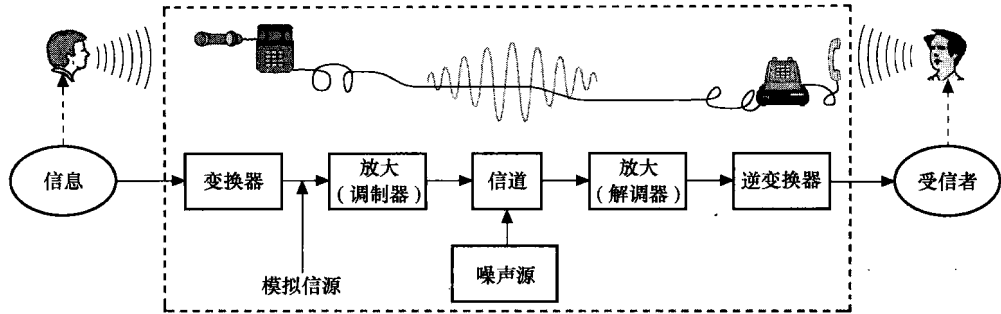 信息
变换器
放大
（调制器）
信道
放大
（解调器）
逆变换器
受信者
模拟信源
噪声源